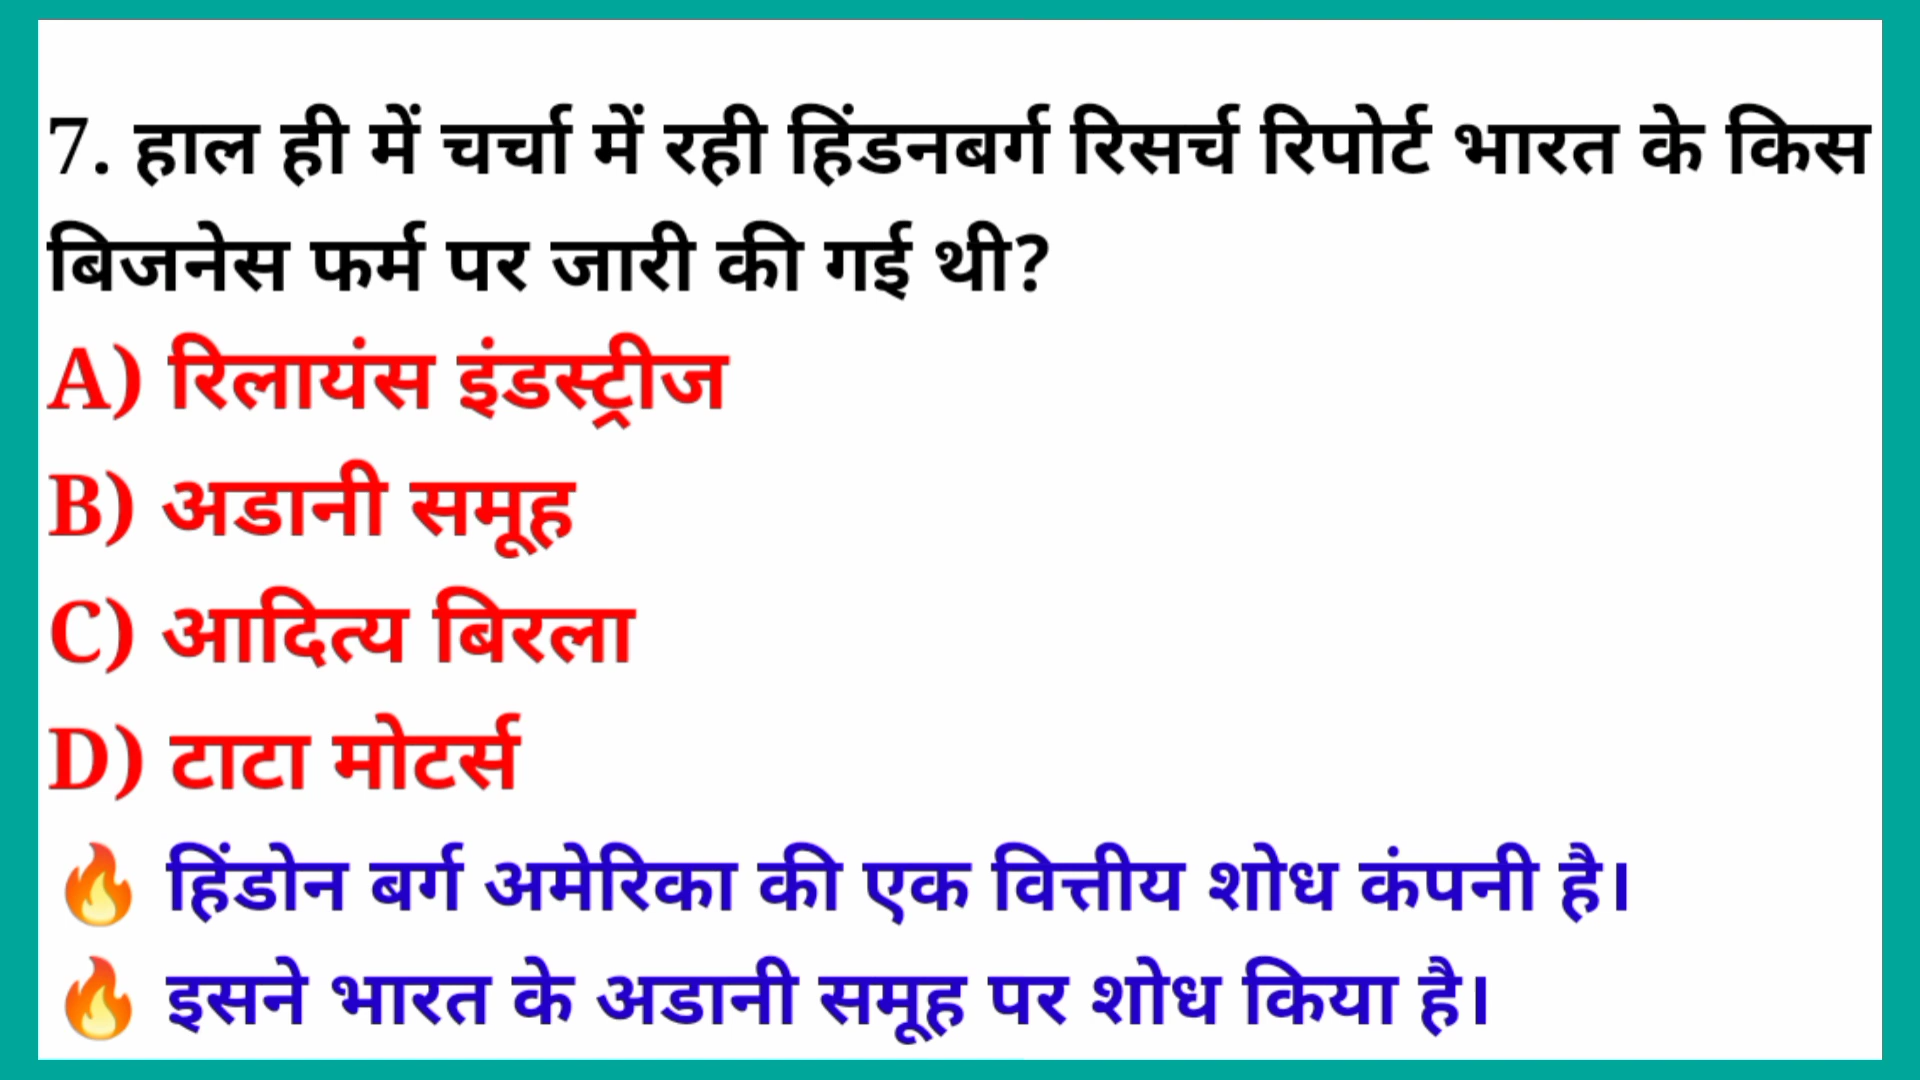 7. हाल ही में चर्चा में रही हिंडनबर्ग रिसर्च रिपोर्ट भारत के किस
बिजनेस फर्म पर जारी की गई थी?
A) रिलायंस इंडस्ट्रीज
B) अडानी समूह
C) आदित्य बिरला
D) टाटा मोटर्स
🔥 हिंडोन बर्ग अमेरिका की एक वित्तीय शोध कंपनी है।
🔥 इसने भारत के अडानी समूह पर शोध किया है।